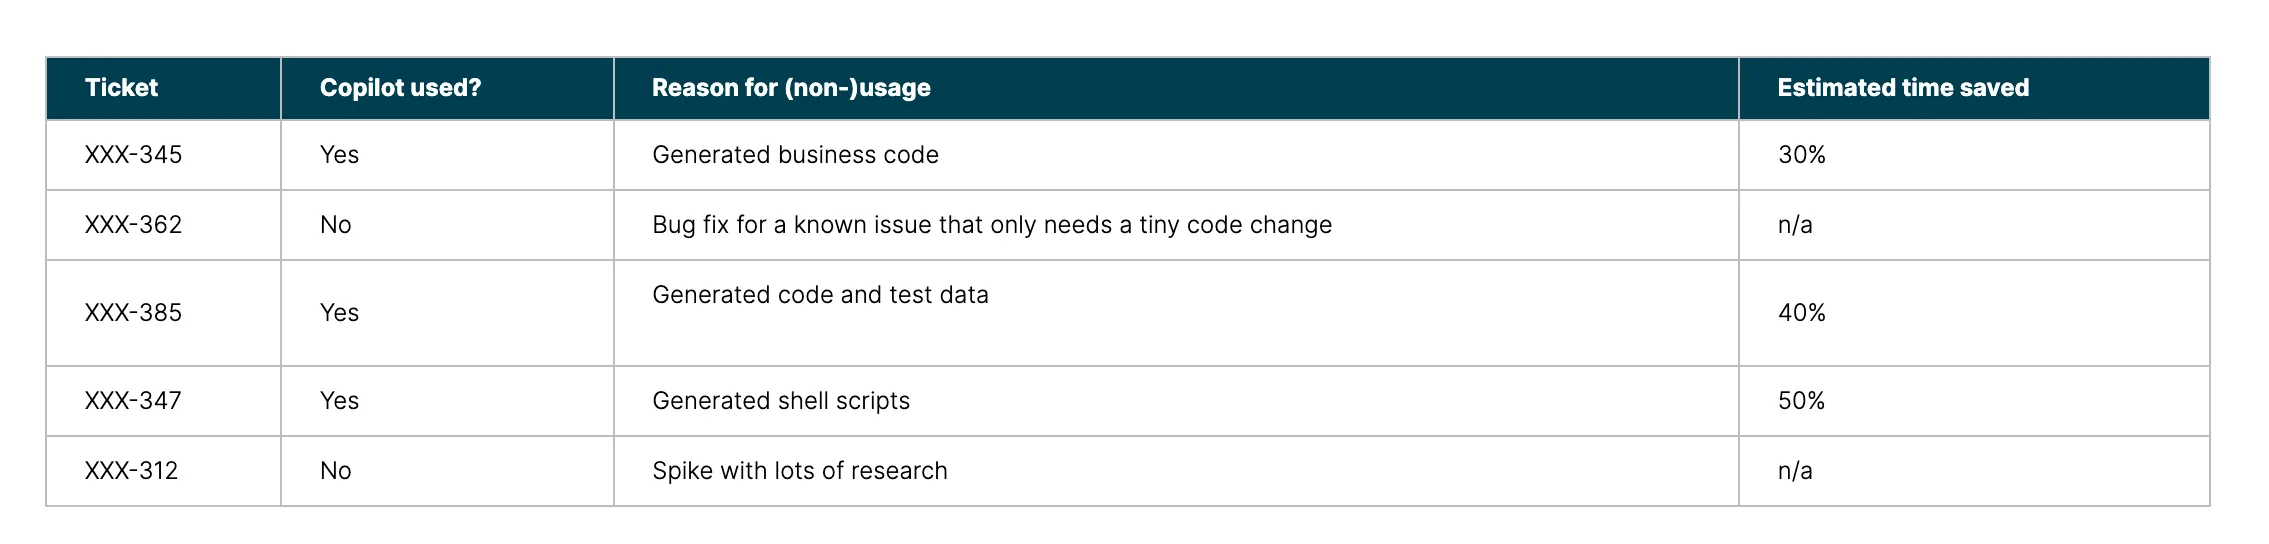 Ticket Copilot used? Reason for (non-)usage Estimated time saved
XXX-345 Yes Generated business code 30%
XXX-362 No Bug fix for a known issue that only needs a tiny code change n/a
XXX-385 Yes Generated code and test data 40%
XXX-347 Yes Generated shell scripts 50%
XXX-312 No Spike with lots of research n/a